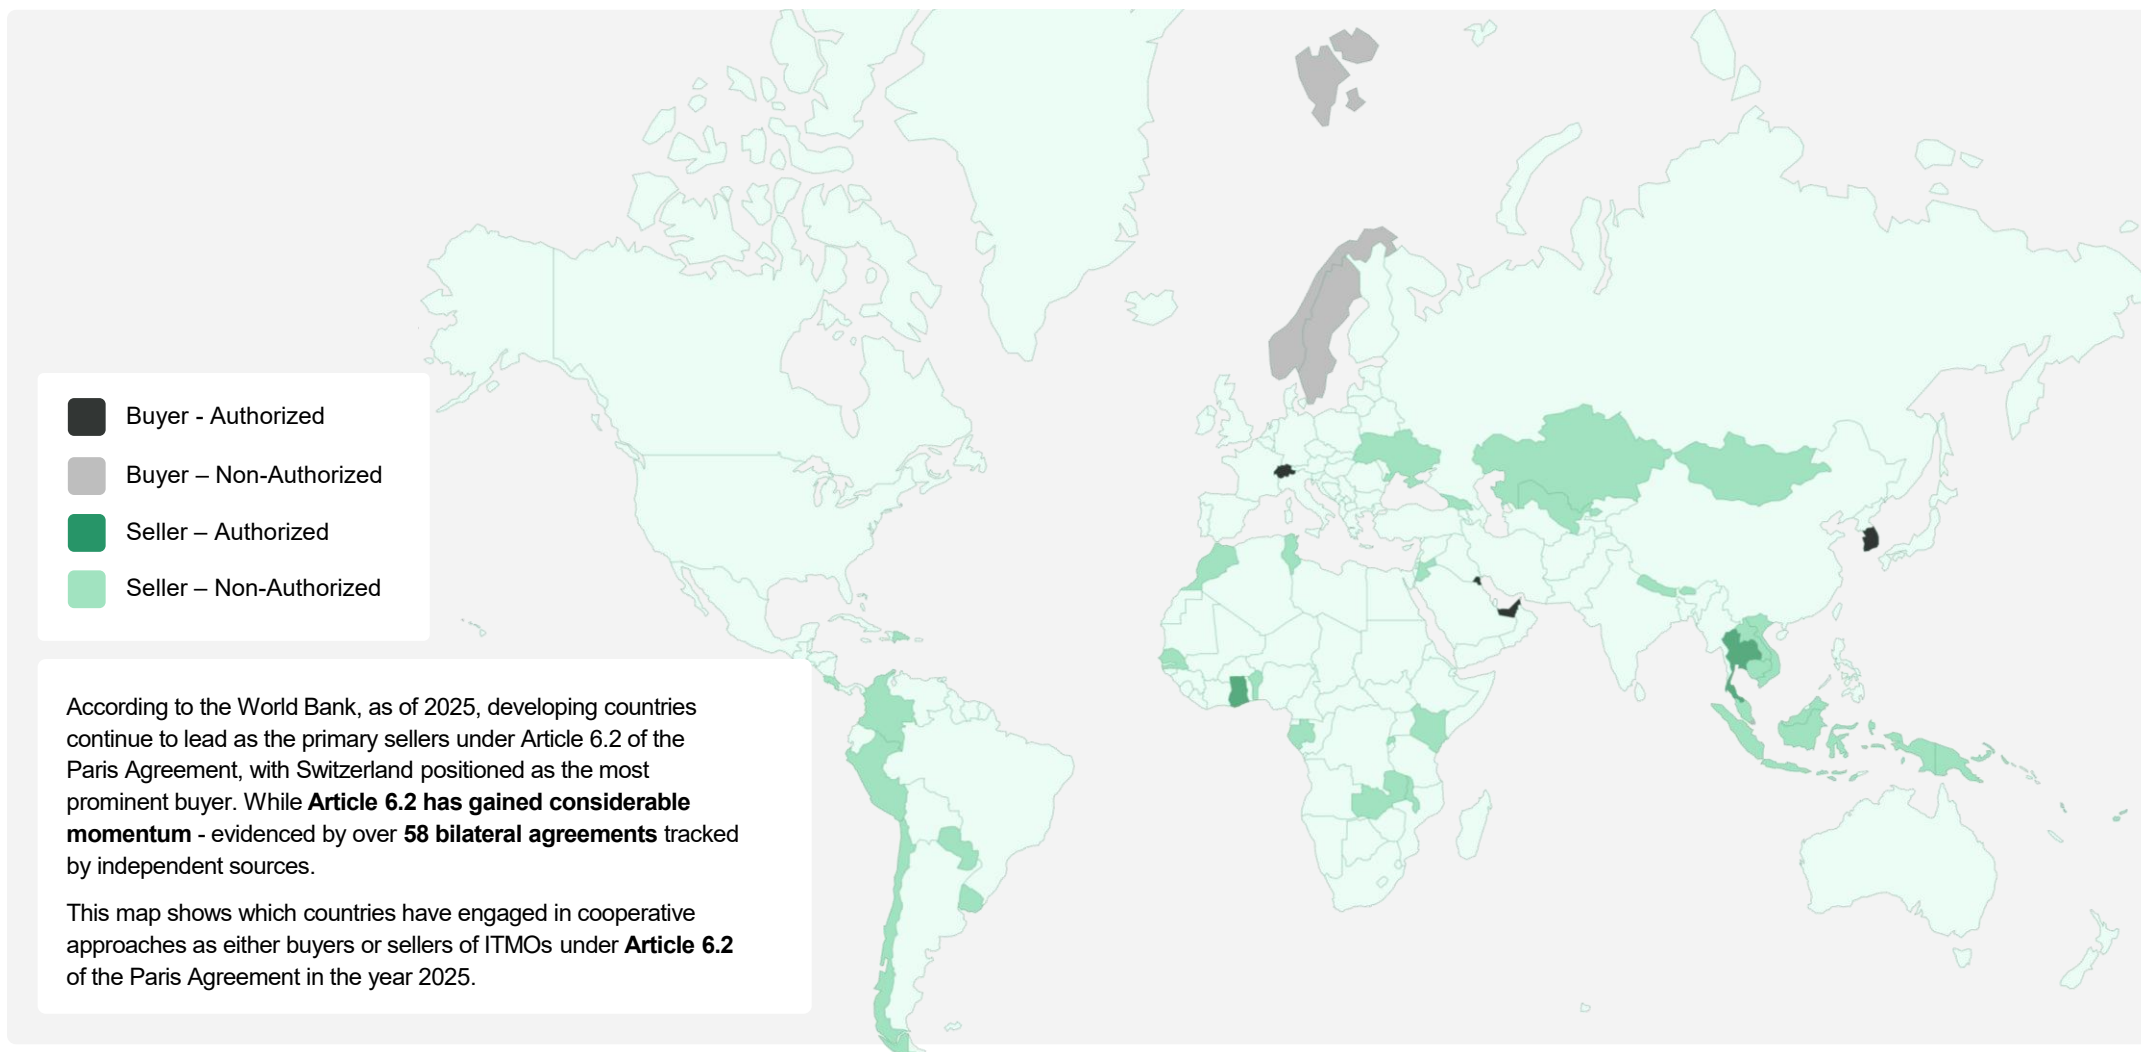 Buyer - Authorized
Buyer – Non-Authorized
Seller – Authorized
Seller – Non-Authorized
According to the World Bank, as of 2025, developing countries
continue to lead as the primary sellers under Article 6.2 of the
Paris Agreement, with Switzerland positioned as the most
prominent buyer. While Article 6.2 has gained considerable
momentum - evidenced by over 58 bilateral agreements tracked
by independent sources.
This map shows which countries have engaged in cooperative
approaches as either buyers or sellers of ITMOs under Article 6.2
of the Paris Agreement in the year 2025.